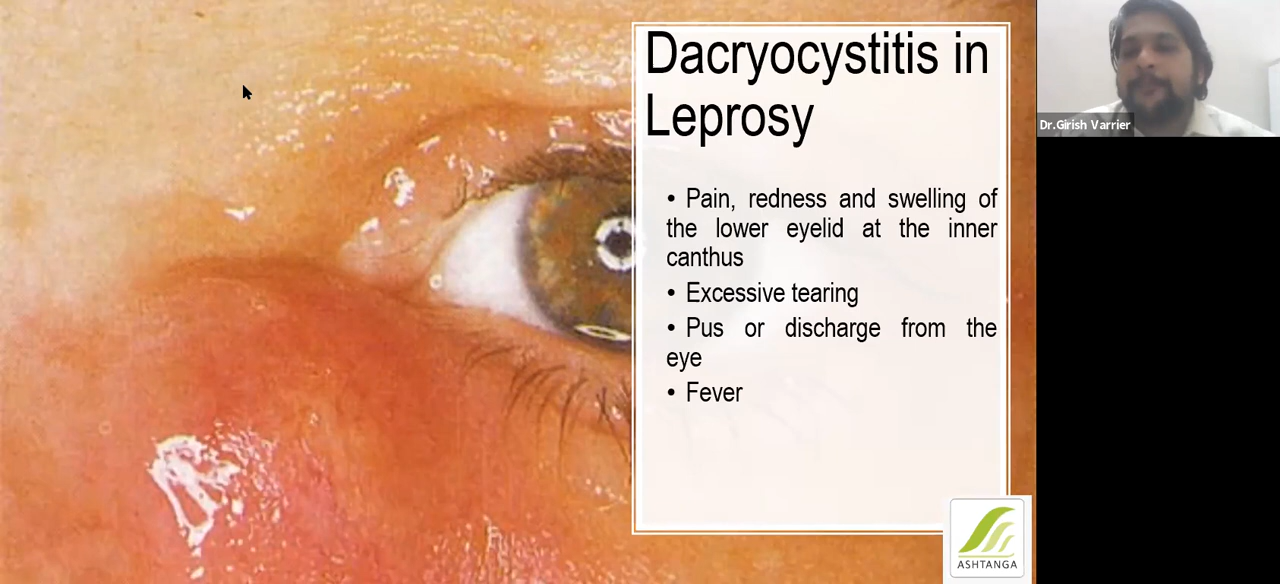 Dacryocystitis in
Leprosy
• Pain, redness and swelling of
the lower eyelid at the inner
canthus
• Excessive tearing
• Pus or discharge from the
eye
• Fever
ASHTANGA
Dr.Girish Varrier